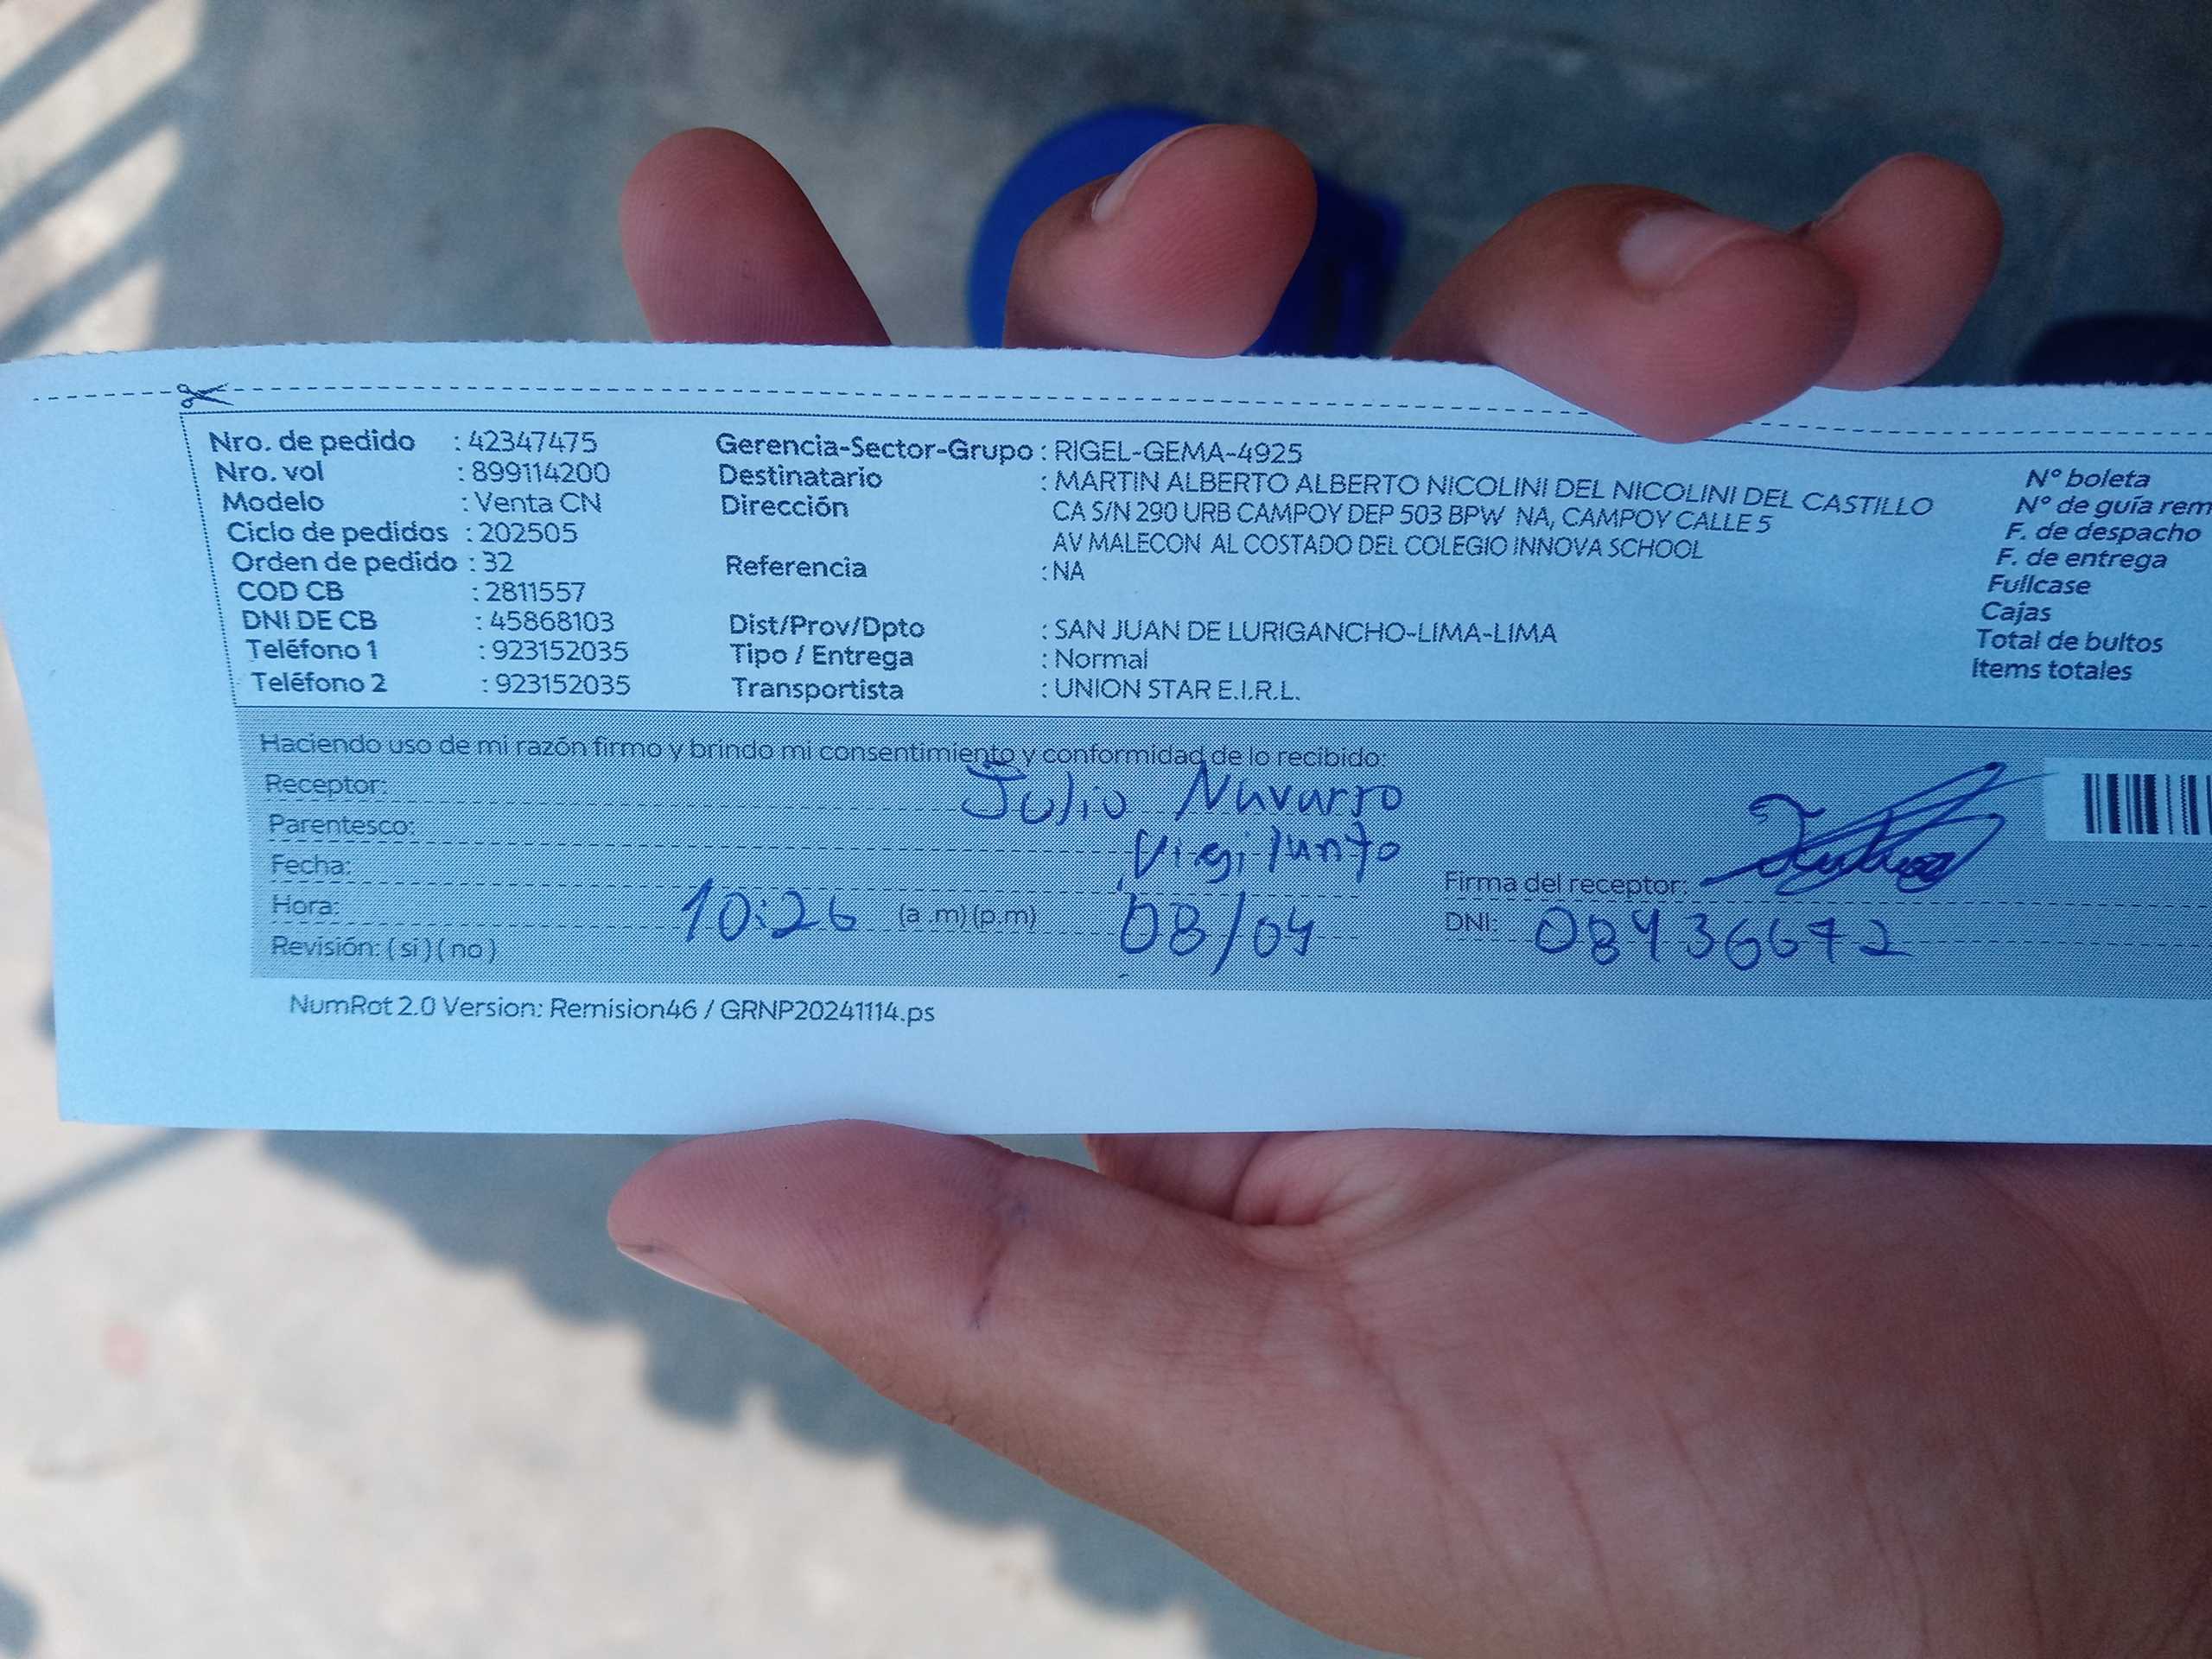 Nro. de pedido : 42347475
Nro. vol : 899114200
Modelo : Venta CN
Ciclo de pedidos : 202505
Orden de pedido : 32
COD CB : 2811557
DNI DE CB : 45868103
Teléfono 1 : 923152035
Teléfono 2 : 923152035
Gerencia-Sector-Grupo : RIGEL-GEMA-4925
Destinatario : MARTIN ALBERTO ALBERTO NICOLINI DEL NICOLINI DEL CASTILLO
Dirección CA S/N 290 URB CAMPOY DEP 503 BPW NA, CAMPOY CALLE 5
AV MALECON AL COSTADO DEL COLEGIO INNOVA SCHOOL
Referencia : NA
Dist/Prov/Dpto : SAN JUAN DE LURIGANCHO-LIMA-LIMA
Tipo / Entrega : Normal
Transportista : UNION STAR E.I.R.L.
N° boleta
N° de guía rem
F. de despacho
F. de entrega
Fullcase
Cajas
Total de bultos
Items totales
Haciendo uso de mi razón firmo y brindo mi consentimiento y conformidad de lo recibido:
Receptor: Julio Navarro
Parentesco: Vigilante
Fecha: 08/04
Hora: 10:26 (a .m) (p.m)
Revisión: ( si ) ( no )
Firma del receptor:
DNI: 08436672
NumRot 2.0 Version: Remision46 / GRNP20241114.ps